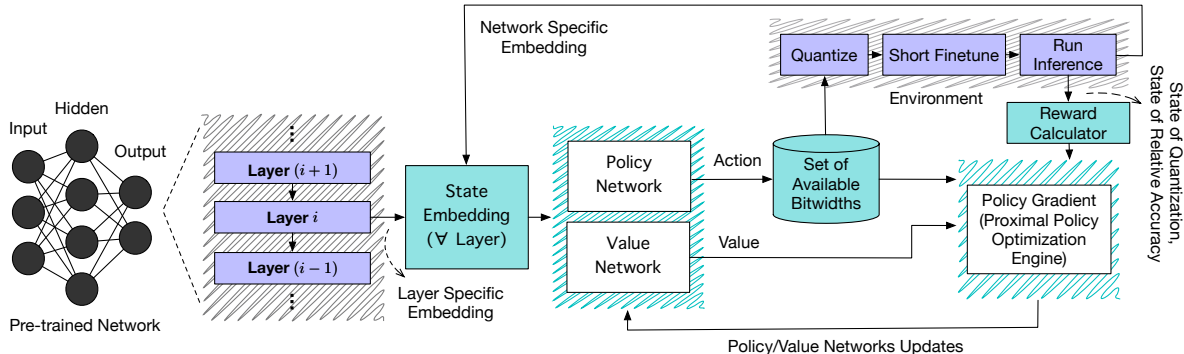 Network Specific
Embedding
Quantize
Short Finetune
Run
Inference
Environment
State of Quantization,
State of Relative Accuracy
Reward
Calculator
Hidden
Input
Output
Pre-trained Network
⋮
Layer (i+1)
Layer i
Layer (i−1)
⋮
Layer Specific
Embedding
State
Embedding
(∀ Layer)
Policy
Network
Value
Network
Action
Value
Set of
Available
Bitwidths
Policy Gradient
(Proximal Policy
Optimization
Engine)
Policy/Value Networks Updates